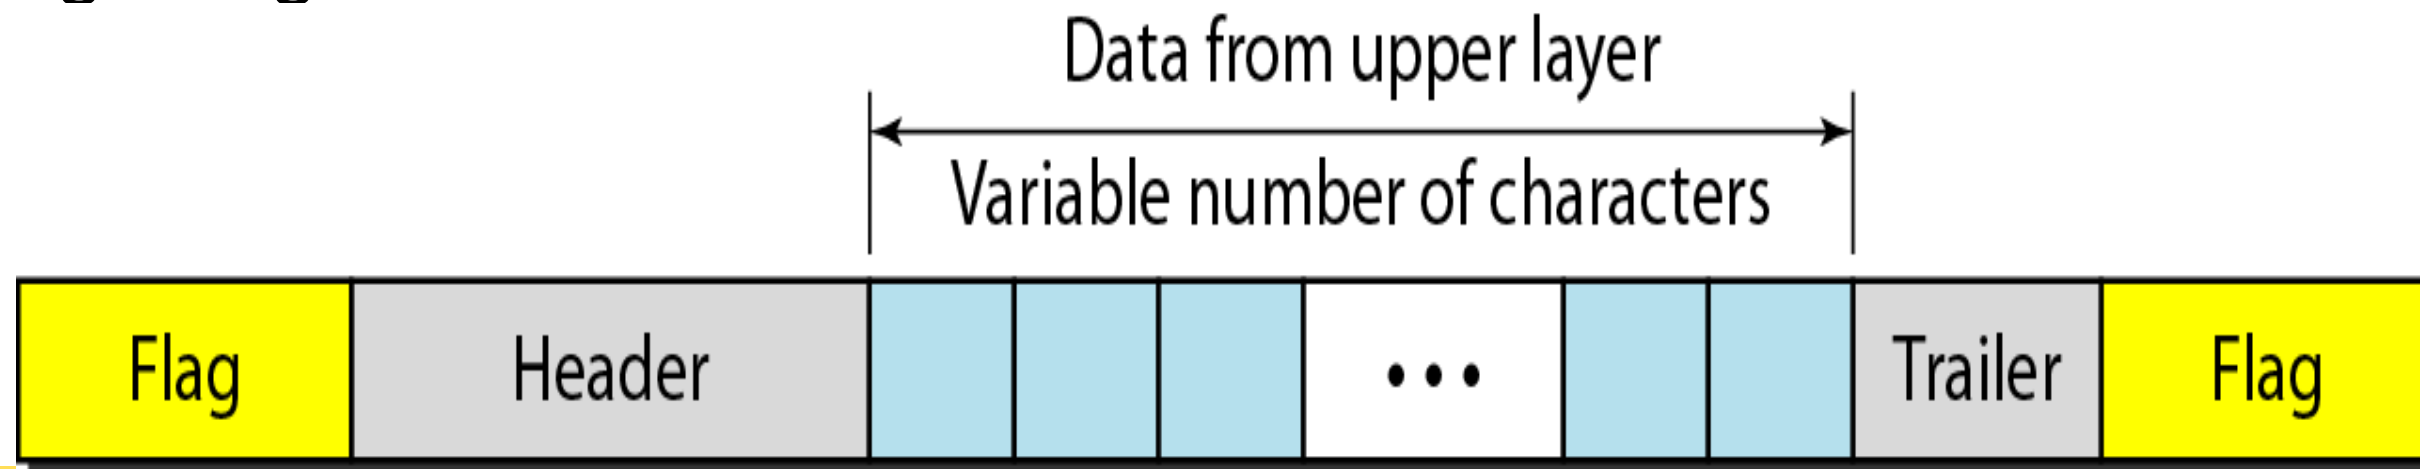 Data from upper layer
Variable number of characters
Flag Header ••• Trailer Flag